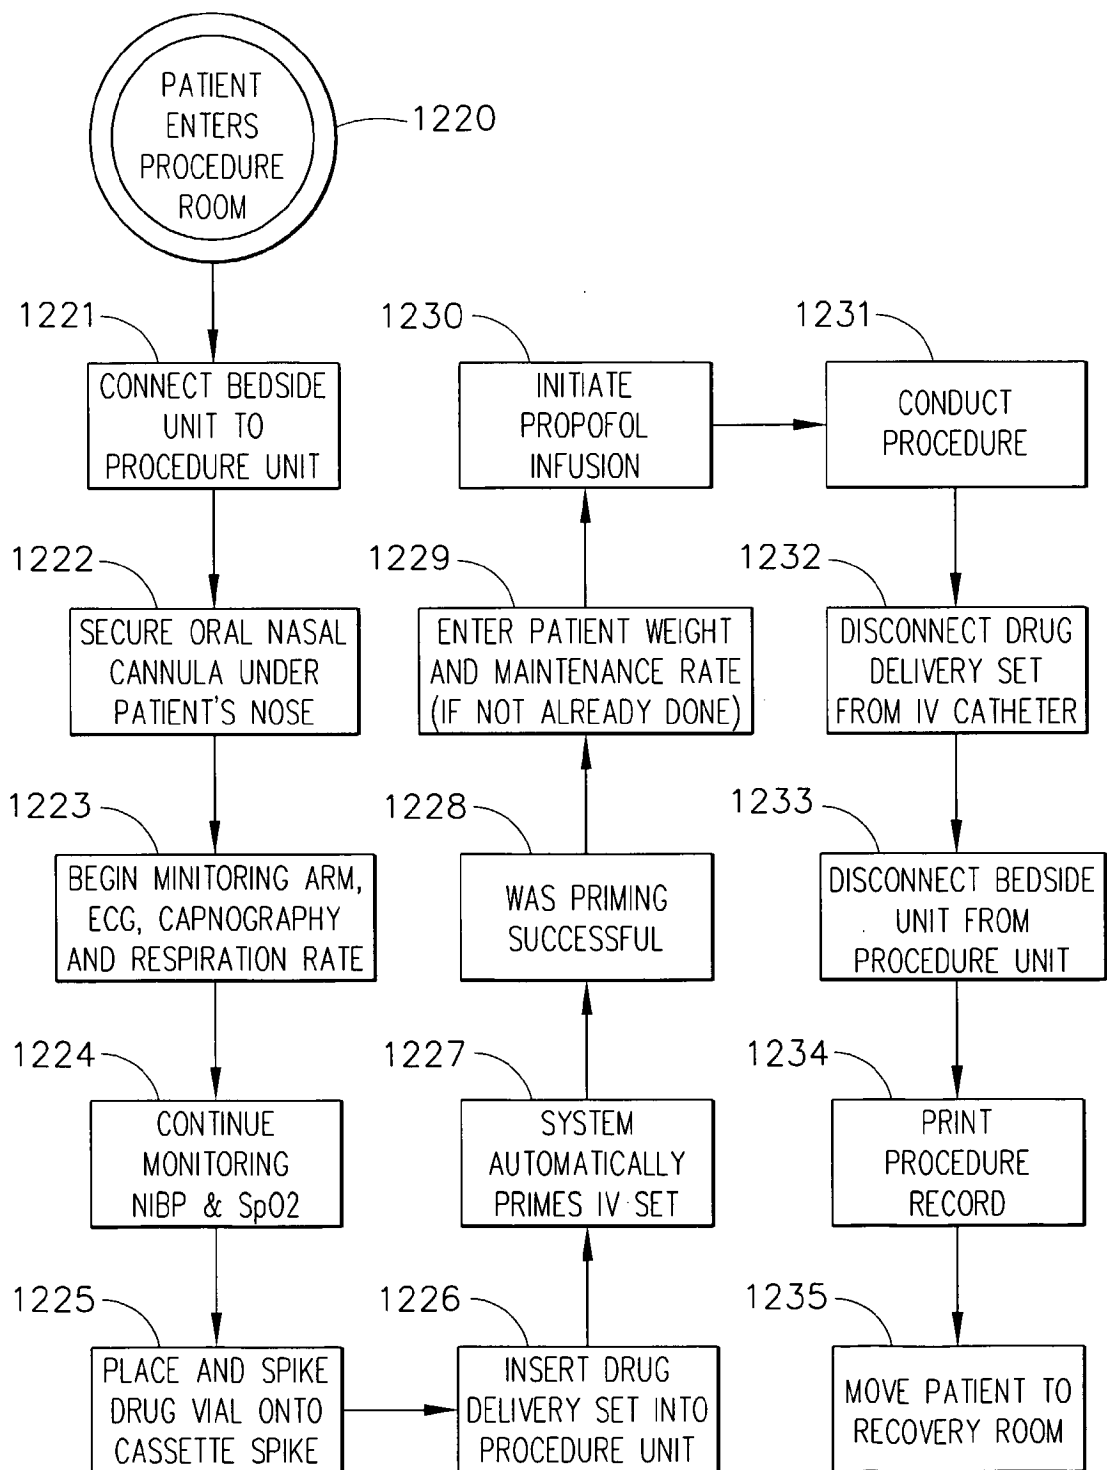 PATIENT
ENTERS
PROCEDURE
ROOM
1220
1221
CONNECT BEDSIDE
UNIT TO
PROCEDURE UNIT
1222
SECURE ORAL NASAL
CANNULA UNDER
PATIENT'S NOSE
1223
BEGIN MINITORING ARM,
ECG, CAPNOGRAPHY
AND RESPIRATION RATE
1224
CONTINUE
MONITORING
NIBP & SpO2
1225
PLACE AND SPIKE
DRUG VIAL ONTO
CASSETTE SPIKE
1226
INSERT DRUG
DELIVERY SET INTO
PROCEDURE UNIT
1227
SYSTEM
AUTOMATICALLY
PRIMES IV SET
1228
WAS PRIMING
SUCCESSFUL
1229
ENTER PATIENT WEIGHT
AND MAINTENANCE RATE
(IF NOT ALREADY DONE)
1230
INITIATE
PROPOFOL
INFUSION
1231
CONDUCT
PROCEDURE
1232
DISCONNECT DRUG
DELIVERY SET
FROM IV CATHETER
1233
DISCONNECT BEDSIDE
UNIT FROM
PROCEDURE UNIT
1234
PRINT
PROCEDURE
RECORD
1235
MOVE PATIENT TO
RECOVERY ROOM